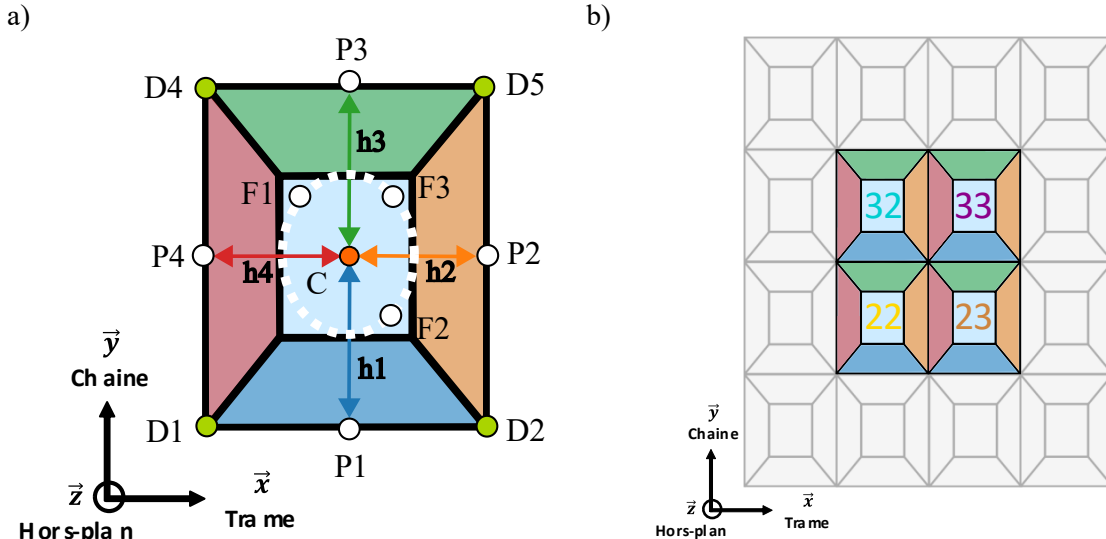 a)
P3
D4
D5
h3
F1
F3
P4
h4
C
h2
P2
F2
h1
D1
P1
D2
y
Chaine
z
x
Hors-plan
Trame
b)
32
33
22
23
y
Chaine
z
x
Hors-plan
Trame